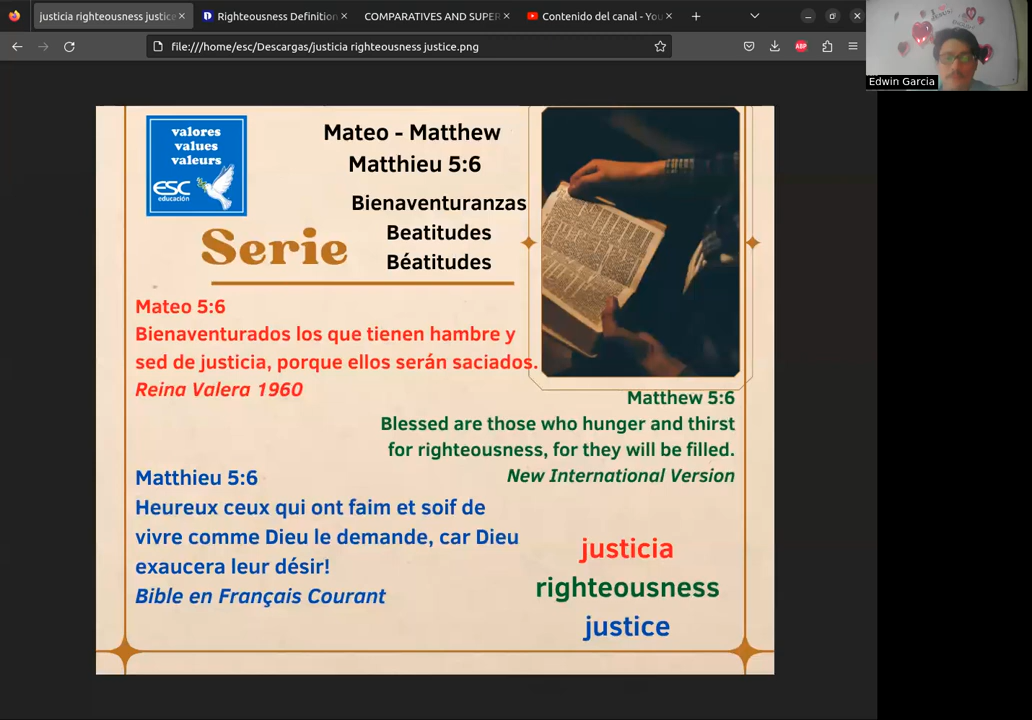 justicia righteousness justice
Righteousness Definition
COMPARATIVES AND SUPER
Contenido del canal - You
file:///home/esc/Descargas/justicia righteousness justice.png
ABP
Edwin Garcia
valores
values
valeurs
esc
educación
Mateo - Matthew
Matthieu 5:6
Bienaventuranzas
Beatitudes
Béatitudes
Serie
Mateo 5:6
Bienaventurados los que tienen hambre y
sed de justicia, porque ellos serán saciados.
Reina Valera 1960
Matthew 5:6
Blessed are those who hunger and thirst
for righteousness, for they will be filled.
New International Version
Matthieu 5:6
Heureux ceux qui ont faim et soif de
vivre comme Dieu le demande, car Dieu
exaucera leur désir!
Bible en Français Courant
justicia
righteousness
justice